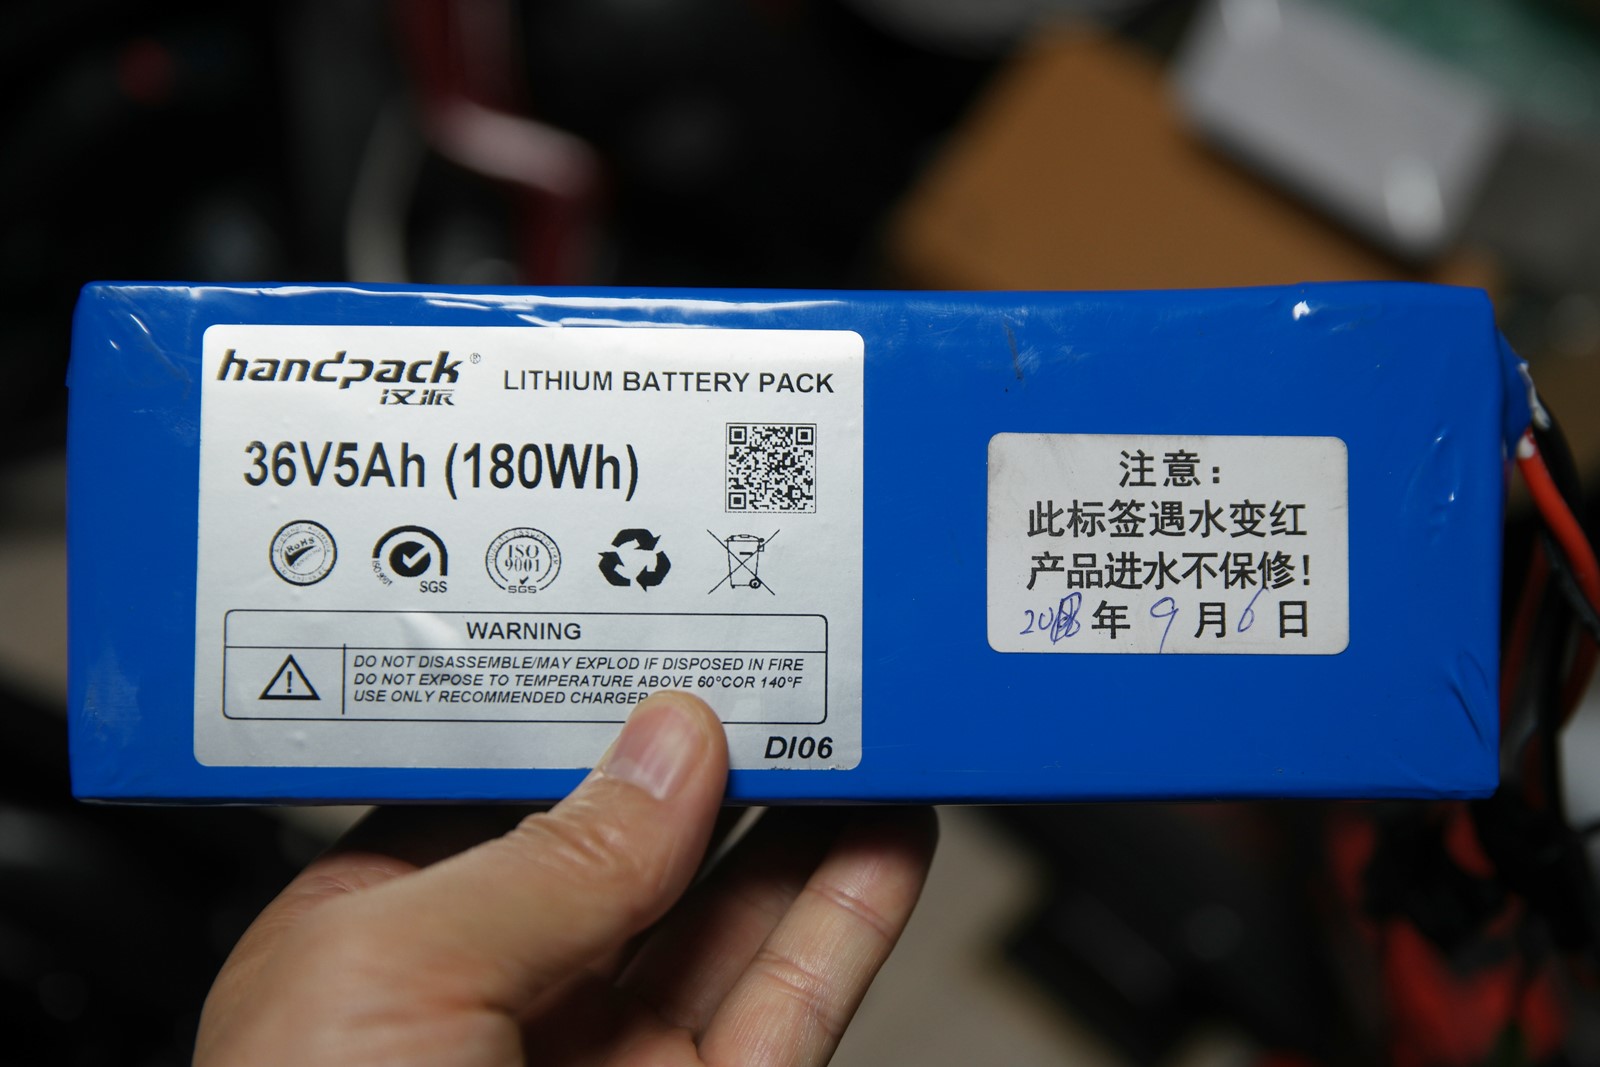 handpack®
汉派
LITHIUM BATTERY PACK
36V5Ah (180Wh)
RoHS
ISO 9001
SGS
ISO
9001
SGS
WARNING
DO NOT DISASSEMBLE/MAY EXPLOD IF DISPOSED IN FIRE
DO NOT EXPOSE TO TEMPERATURE ABOVE 60°COR 140°F
USE ONLY RECOMMENDED CHARGER
DI06
注意：
此标签遇水变红
产品进水不保修！
年 9 月 6 日